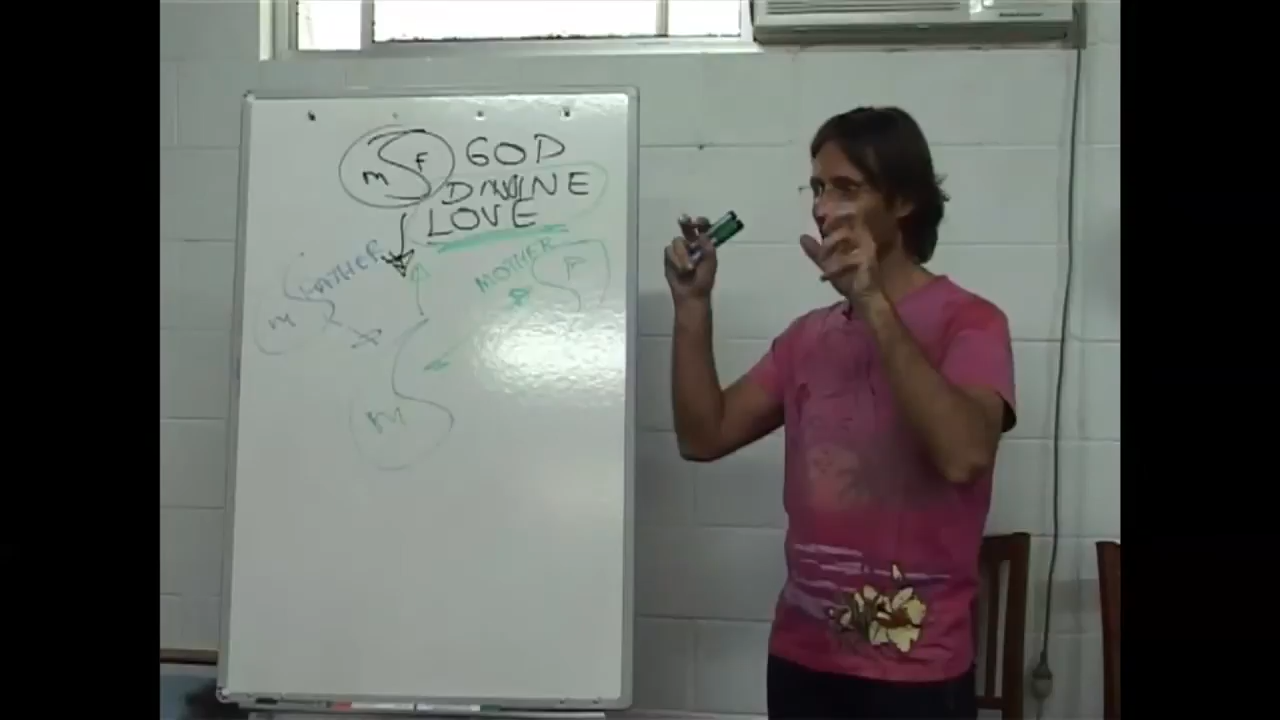 m F GOD
DIVINE
LOVE
FATHER
MOTHER
m
M